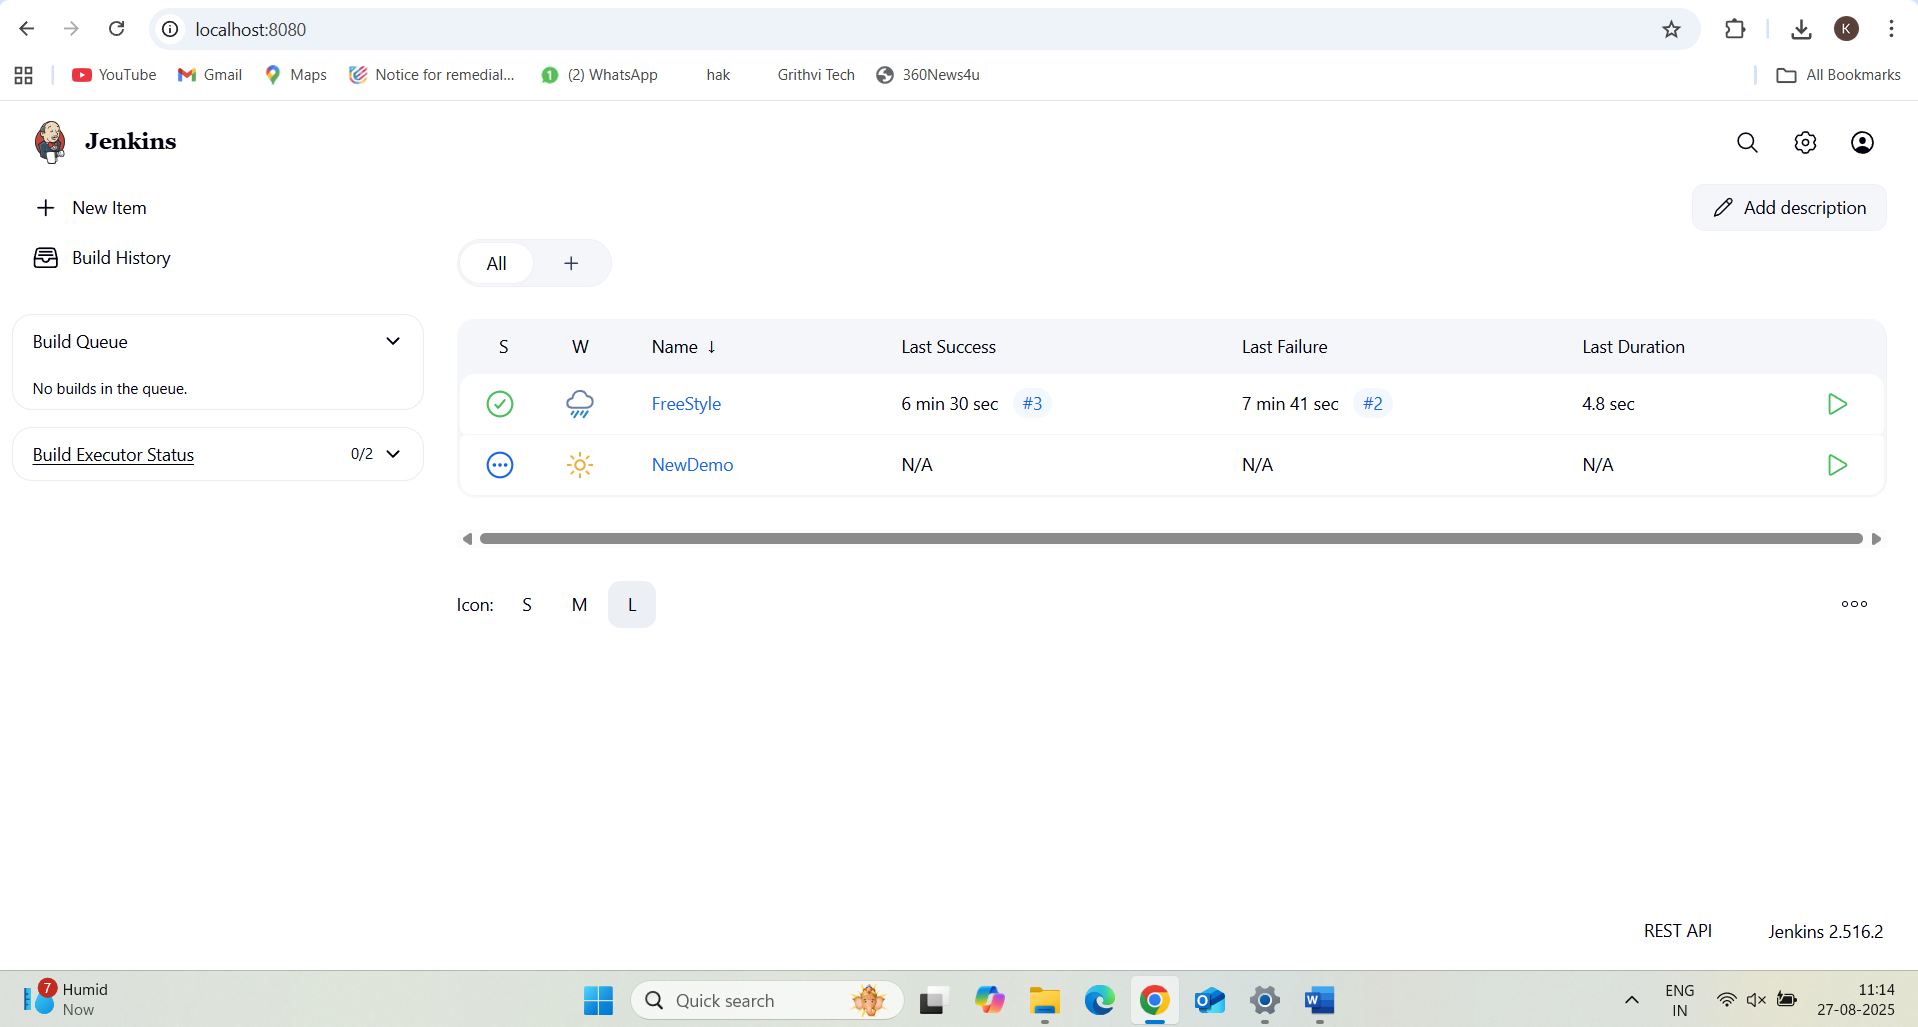 localhost:8080
K
YouTube Gmail Maps Notice for remedial... (2) WhatsApp hak Grithvi Tech 360News4u All Bookmarks
Jenkins
New Item
Add description
Build History
All +
Build Queue
No builds in the queue.
Build Executor Status 0/2
S W Name ↓ Last Success Last Failure Last Duration
FreeStyle 6 min 30 sec #3 7 min 41 sec #2 4.8 sec
NewDemo N/A N/A N/A
Icon: S M L
REST API Jenkins 2.516.2
7
Humid
Now
Quick search
ENG
IN
11:14
27-08-2025